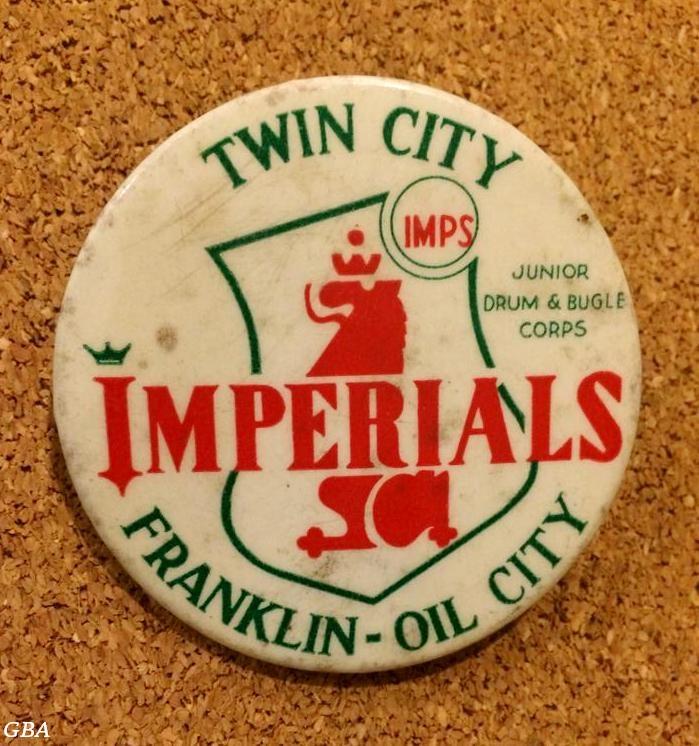 TWIN CITY
IMPS
JUNIOR
DRUM & BUGLE
CORPS
IMPERIALS
FRANKLIN - OIL CITY
GBA